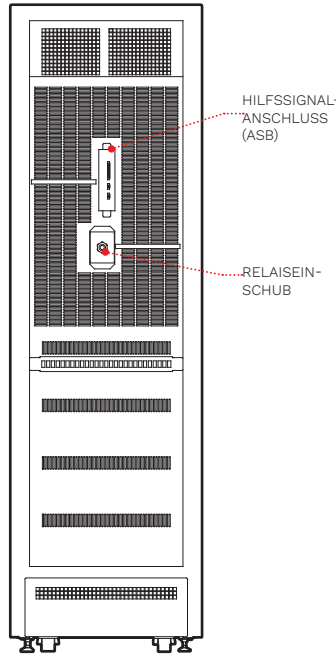 HILFSSIGNAL-
ANSCHLUSS
(ASB)
RELAISEIN-
SCHUB